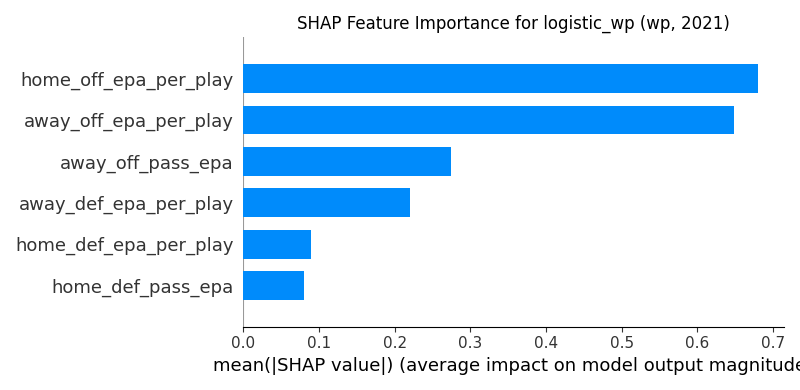 SHAP Feature Importance for logistic_wp (wp, 2021)
home_off_epa_per_play
away_off_epa_per_play
away_off_pass_epa
away_def_epa_per_play
home_def_epa_per_play
home_def_pass_epa
0.0 0.1 0.2 0.3 0.4 0.5 0.6 0.7
mean(|SHAP value|) (average impact on model output magnitude